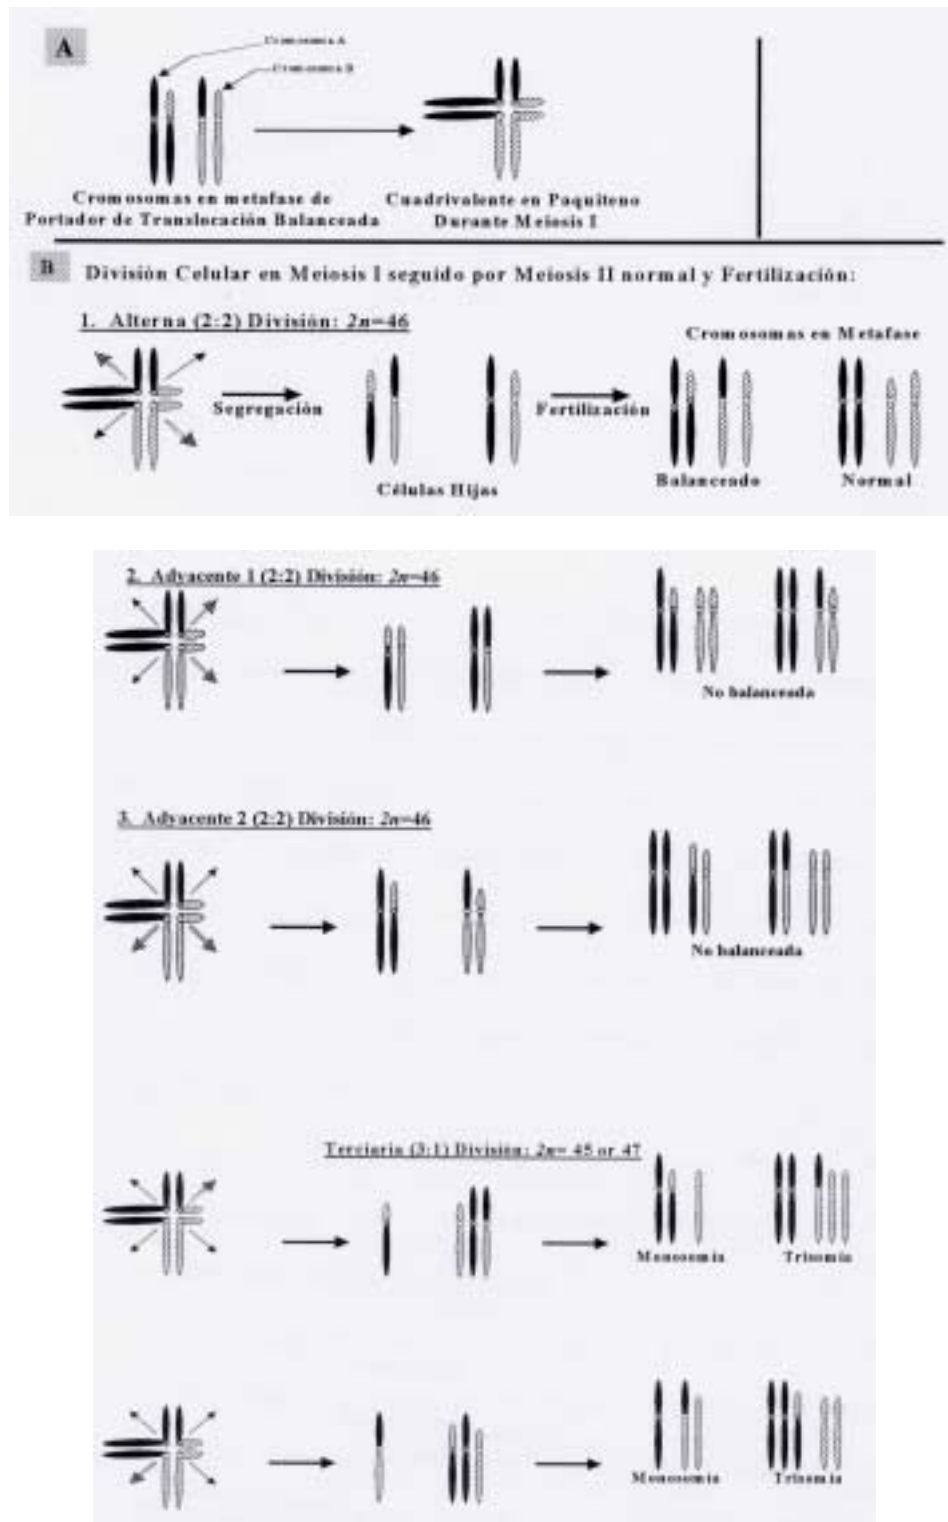 A
Cromosoma A
Cromosoma B
Cromosomas en metafase de
Portador de Translocación Balanceada
Cuadrivalente en Paquiteno
Durante Meiosis I
B
División Celular en Meiosis I seguido por Meiosis II normal y Fertilización:
1. Alterna (2:2) División: 2n=46
Cromosomas en Metafase
Segregación
Fertilización
Células Hijas
Balanceado
Normal
2. Adyacente 1 (2:2) División: 2n=46
No balanceada
3. Adyacente 2 (2:2) División: 2n=46
No balanceada
Terciaria (3:1) División: 2n= 45 or 47
Monosomía
Trisomía
Monosomía
Trisomía